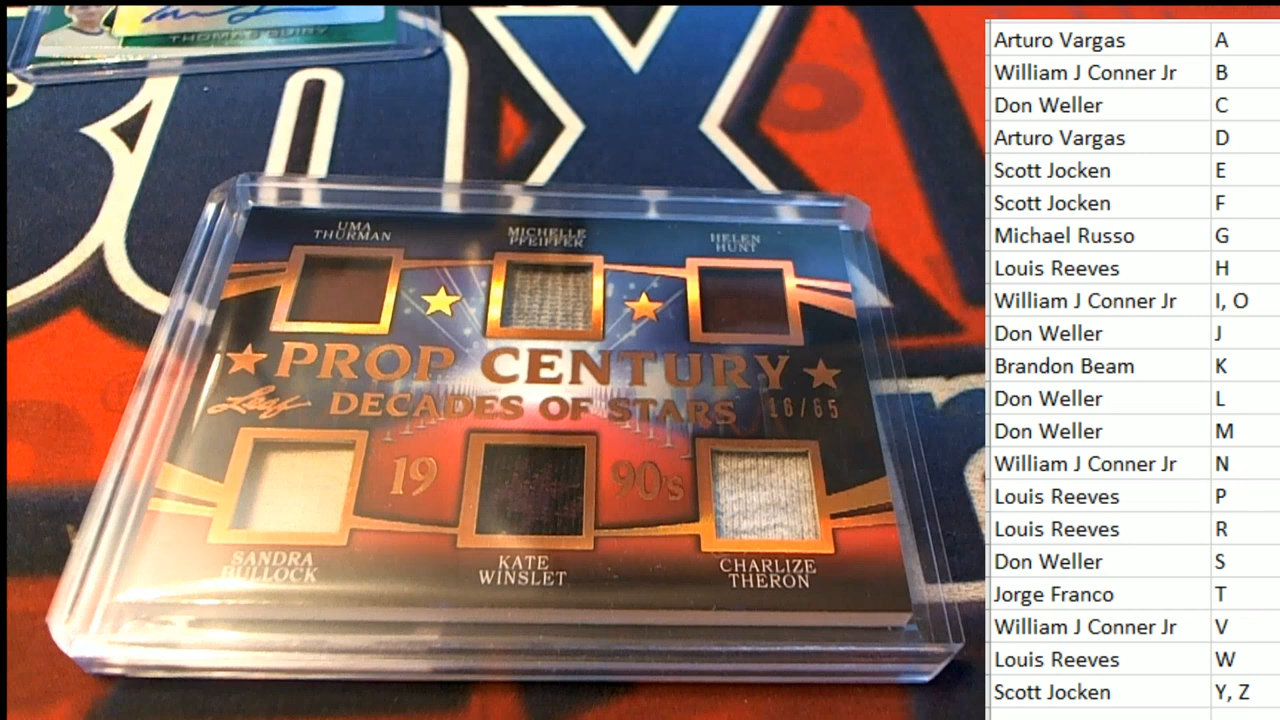 THOMAS QUIRY
UMA
THURMAN
MICHELLE
PFEIFFER
HELEN
HUNT
PROP CENTURY
Leaf DECADES OF STARS 16/65
19 90s
SANDRA
BULLOCK
KATE
WINSLET
CHARLIZE
THERON
Arturo Vargas A
William J Conner Jr B
Don Weller C
Arturo Vargas D
Scott Jocken E
Scott Jocken F
Michael Russo G
Louis Reeves H
William J Conner Jr I, O
Don Weller J
Brandon Beam K
Don Weller L
Don Weller M
William J Conner Jr N
Louis Reeves P
Louis Reeves R
Don Weller S
Jorge Franco T
William J Conner Jr V
Louis Reeves W
Scott Jocken Y, Z